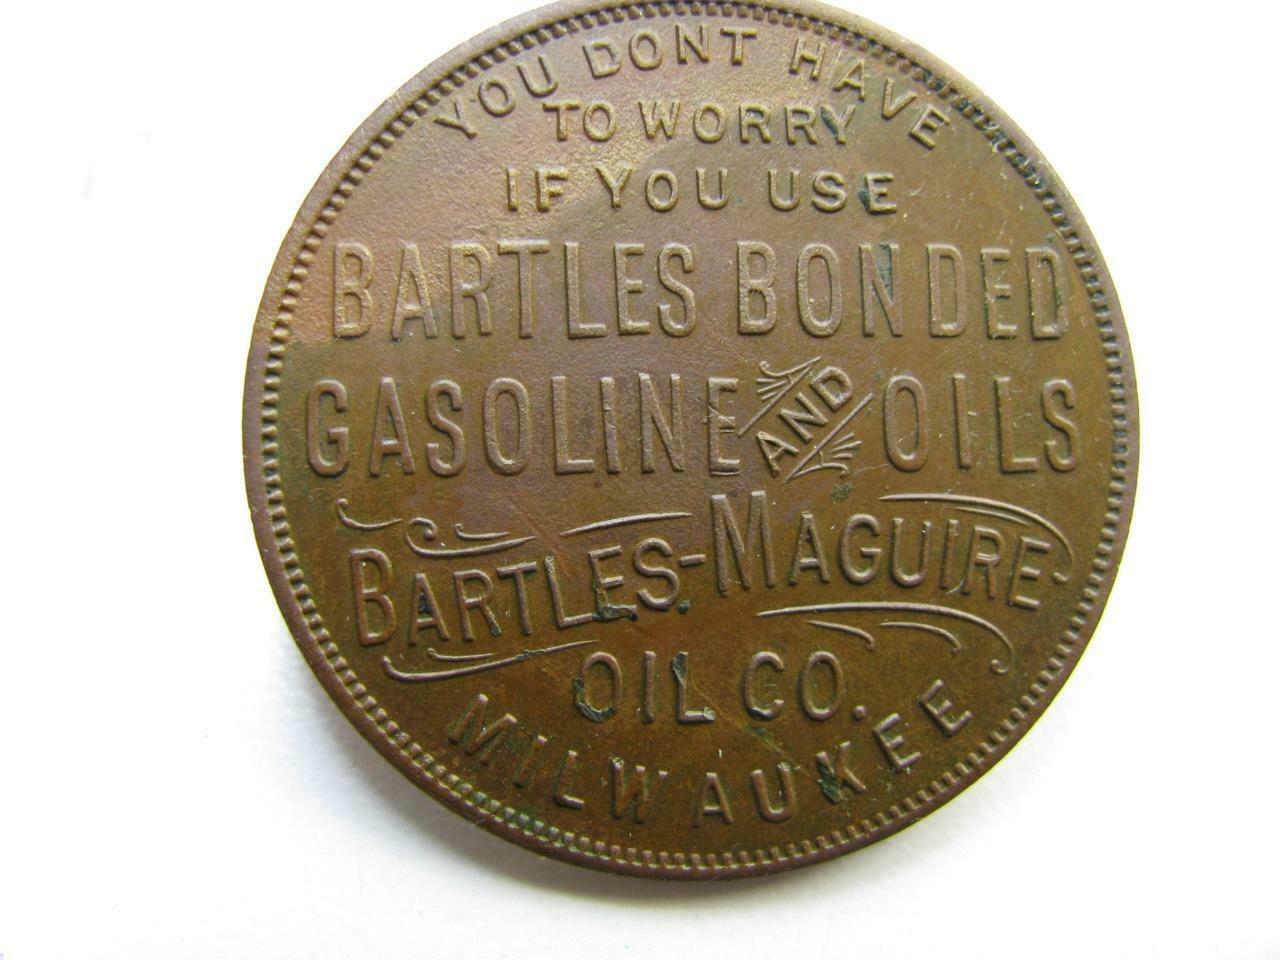 YOU DONT HAVE
TO WORRY
IF YOU USE
BARTLES BONDED
GASOLINE AND OILS
BARTLES-MAGUIRE
OIL CO.
MILWAUKEE